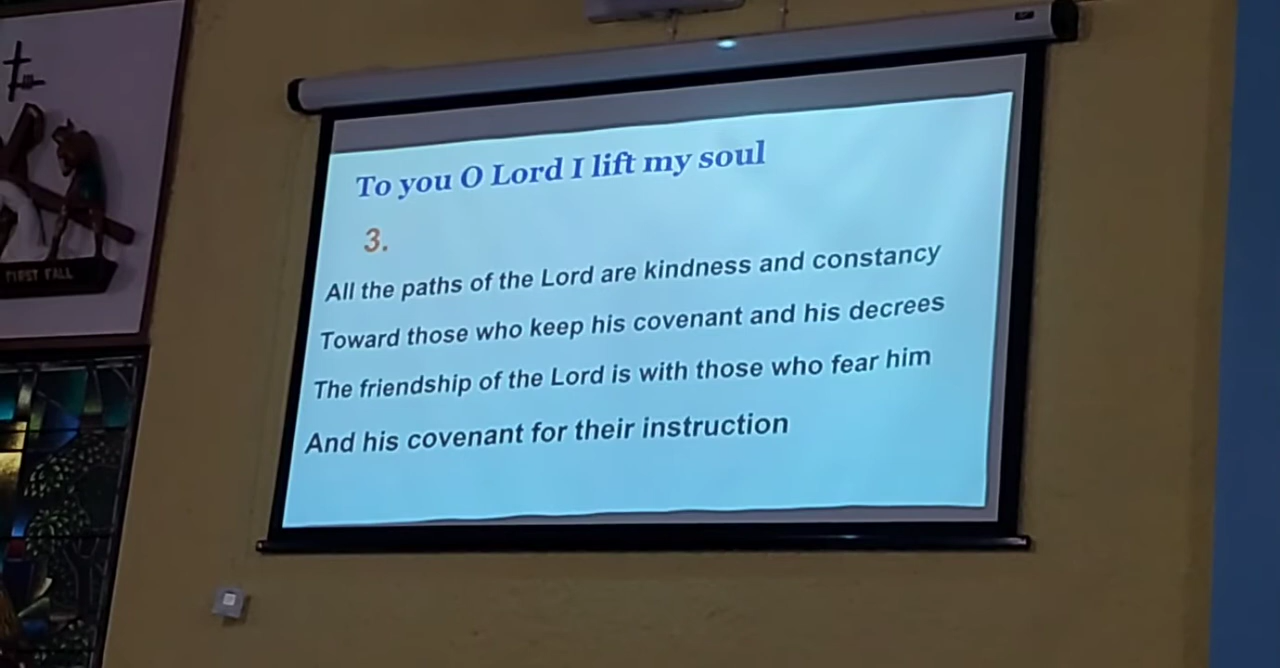 FIRST FALL
To you O Lord I lift my soul
3.
All the paths of the Lord are kindness and constancy
Toward those who keep his covenant and his decrees
The friendship of the Lord is with those who fear him
And his covenant for their instruction